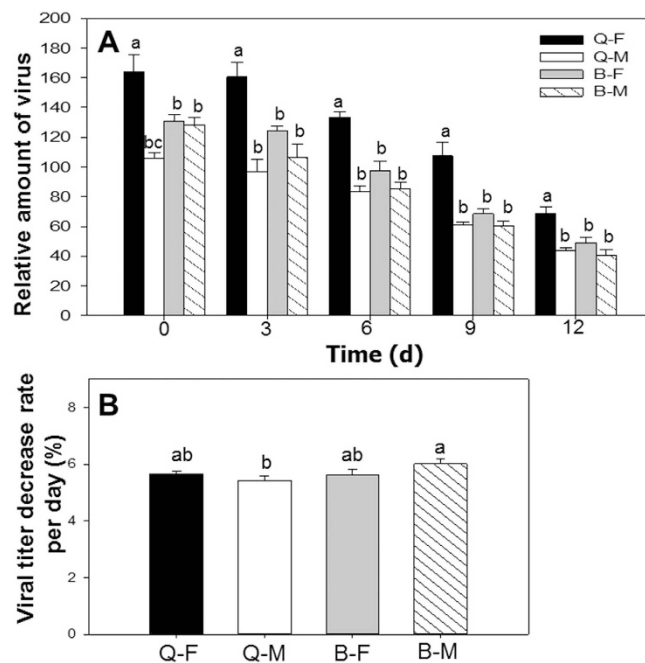 A
Relative amount of virus
200
180
160
140
120
100
80
60
40
20
0
a
bc
b
b
a
b
b
b
a
b
b
b
a
b
b
b
a
b
b
b
Q-F
Q-M
B-F
B-M
0 3 6 9 12
Time (d)
B
Viral titer decrease rate
per day (%)
8
6
4
2
0
ab
b
ab
a
Q-F Q-M B-F B-M